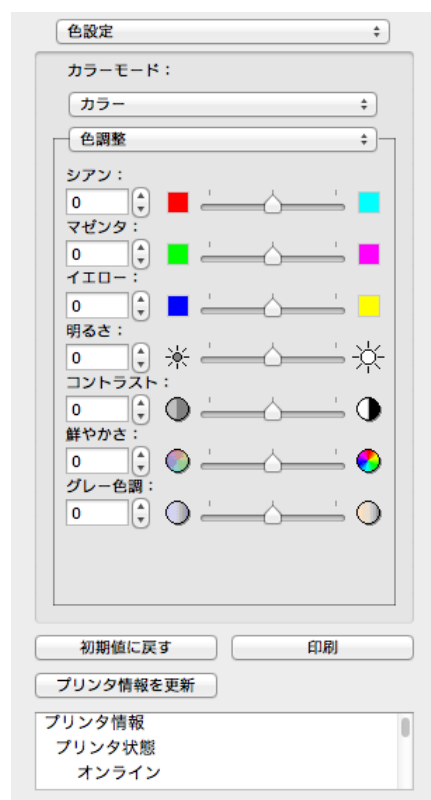 色設定
カラーモード：
カラー
色調整
シアン：
0
マゼンタ：
0
イエロー：
0
明るさ：
0
コントラスト：
0
鮮やかさ：
0
グレー色調：
0
初期値に戻す 印刷
プリンタ情報を更新
プリンタ情報
プリンタ状態
オンライン